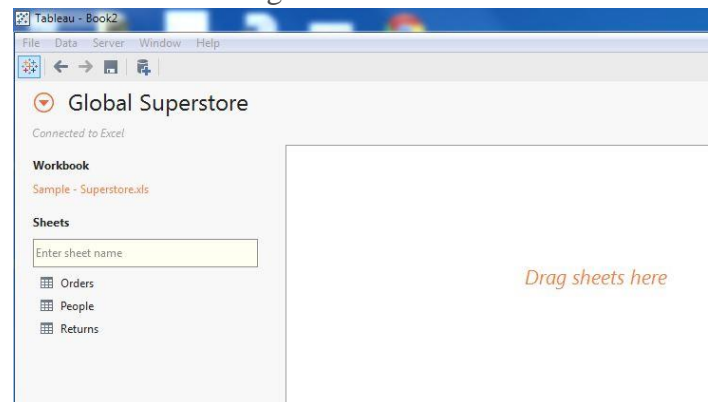 Tableau - Book2
File Data Server Window Help
Global Superstore
Connected to Excel
Workbook
Sample - Superstore.xls
Sheets
Enter sheet name
Orders
People
Returns
Drag sheets here